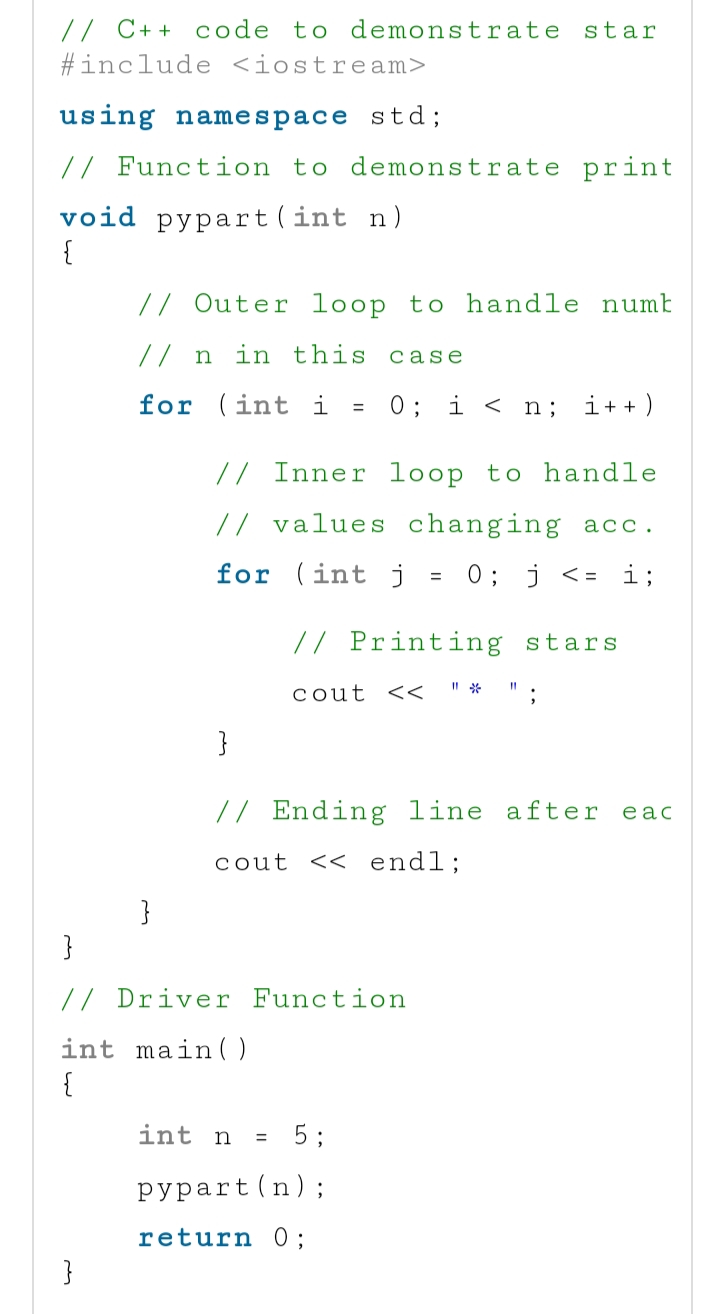 // C++ code to demonstrate star
#include <iostream>
using namespace std;
// Function to demonstrate print
void pypart(int n)
{
// Outer loop to handle numb
// n in this case
for (int i = 0; i < n; i++)
// Inner loop to handle
// values changing acc.
for (int j = 0; j <= i;
// Printing stars
cout << "* ";
}
// Ending line after eac
cout << endl;
}
}
// Driver Function
int main()
{
int n = 5;
pypart(n);
return 0;
}